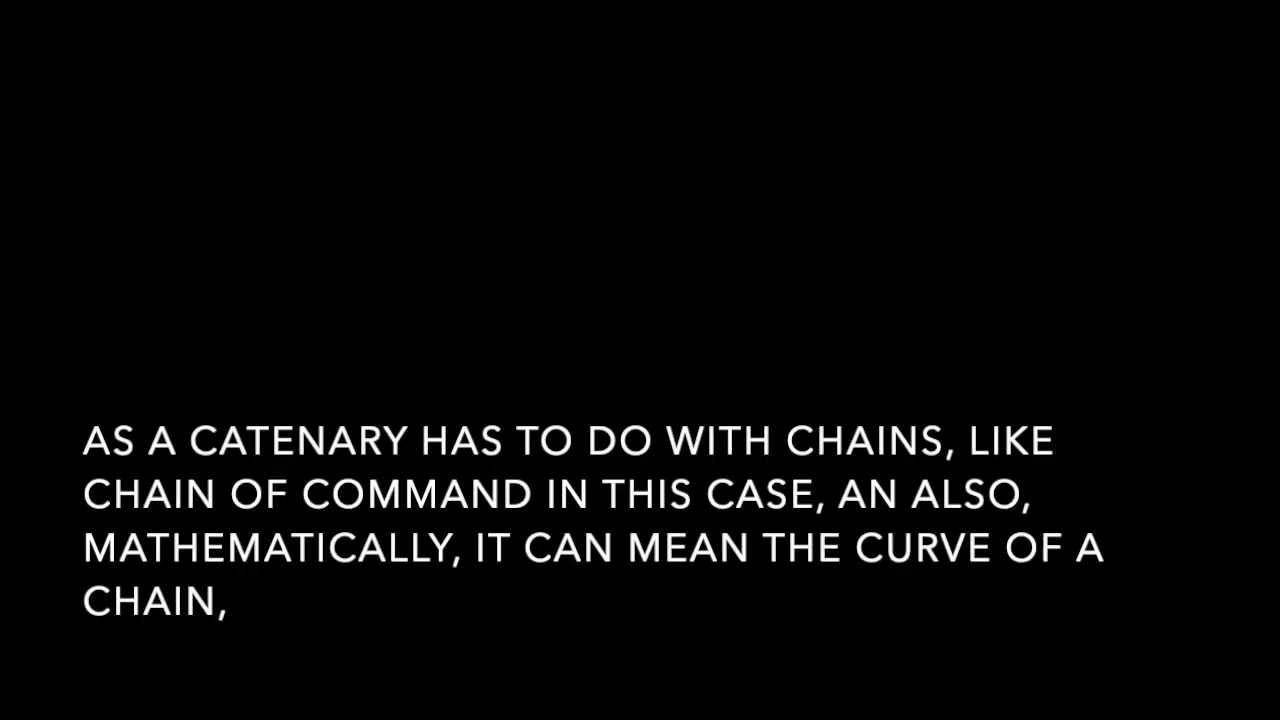 AS A CATENARY HAS TO DO WITH CHAINS, LIKE
CHAIN OF COMMAND IN THIS CASE, AN ALSO,
MATHEMATICALLY, IT CAN MEAN THE CURVE OF A
CHAIN,